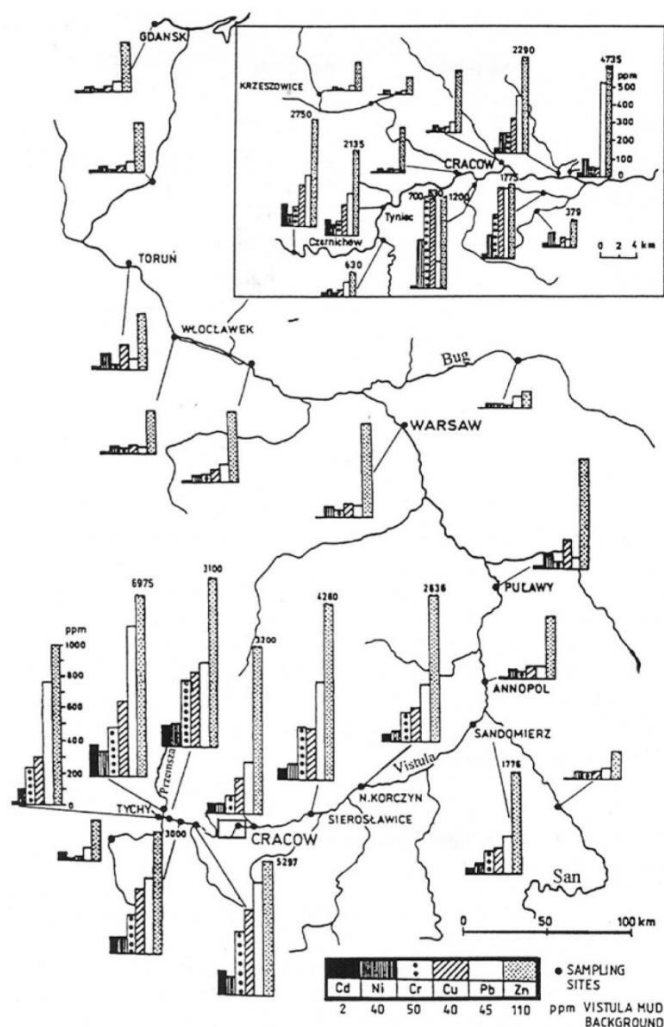 GDAŃSK
2290
4735
ppm
500
400
300
200
100
0
KRZESZOWICE
2750
2135
CRACOW
700
1200
1775
Tyniec
Czernichów
379
630
0 2 4 km
TORUŃ
WŁOCŁAWEK
Bug
WARSAW
PUŁAWY
ANNOPOL
SANDOMIERZ
6975
3100
4280
2636
3200
ppm
1000
800
600
400
200
0
Przemsza
Vistula
N.KORCZYN
1776
TYCHY
3000
CRACOW
SIEROSŁAWICE
5297
San
0 50 100 km
Cd Ni Cr Cu Pb Zn
SAMPLING
SITES
2 40 50 40 45 110 ppm VISTULA MUD
BACKGROUND